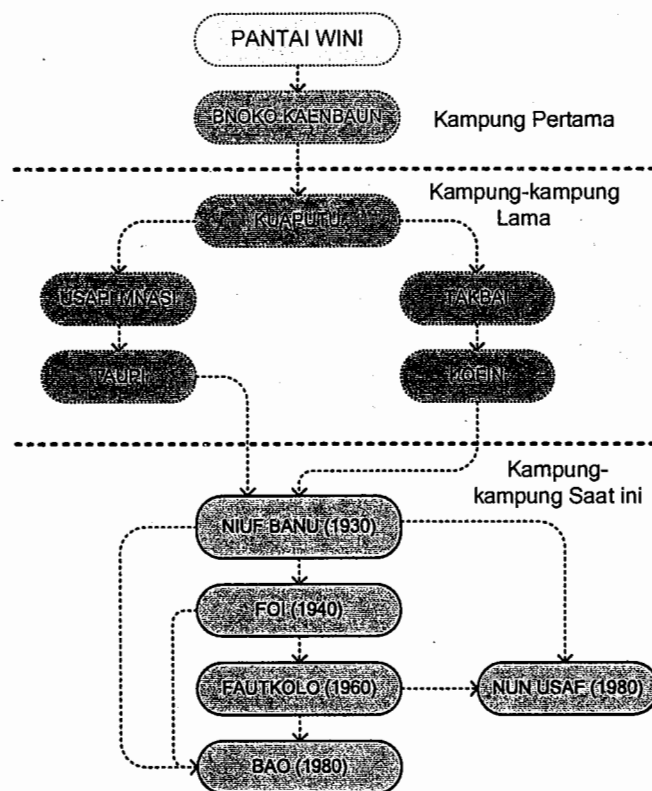 PANTAI WINI
BNOKO KAENBAUN
Kampung Pertama
Kampung-kampung
Lama
KUAPUTU
USAPI MNASI
TAKBAI
TAUPI
KOFINI
Kampung-
kampung Saat ini
NIUF BANU (1930)
FOI (1940)
FAUTKOLO (1960)
NUN USAF (1980)
BAO (1980)